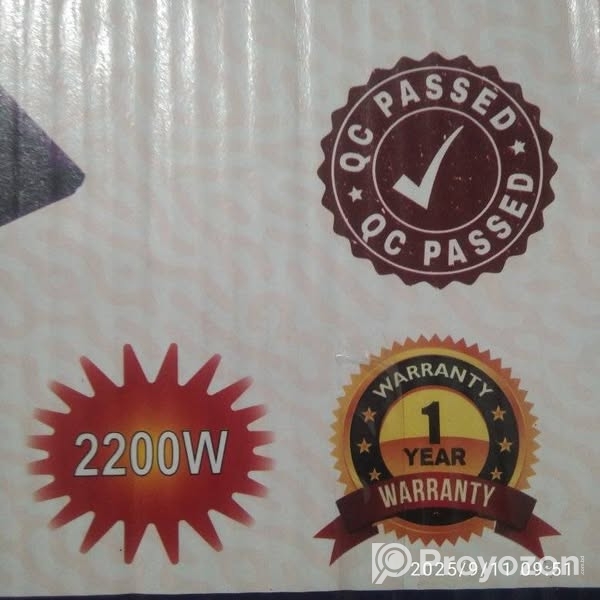 QC PASSED
QC PASSED
2200W
WARRANTY
1
YEAR
WARRANTY
Proyozon
2025/9/11 09:51